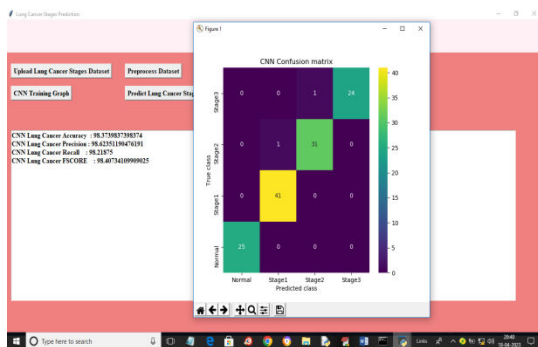 Lung Cancer Stages Prediction
Figure 1
Upload Lung Cancer Stages Dataset
Preprocess Dataset
CNN Training Graph
Predict Lung Cancer Stag
CNN Lung Cancer Accuracy : 98.3739837398374
CNN Lung Cancer Precision : 98.62351190476191
CNN Lung Cancer Recall : 98.21875
CNN Lung Cancer FSCORE : 98.40734109909025
CNN Confusion matrix
True class
Stage3
0 0 1 24
Stage2
0 1 31 0
Stage1
0 41 0 0
Normal
25 0 0 0
Normal Stage1 Stage2 Stage3
Predicted class
40
35
30
25
20
15
10
5
0
Type here to search
Links
20:40